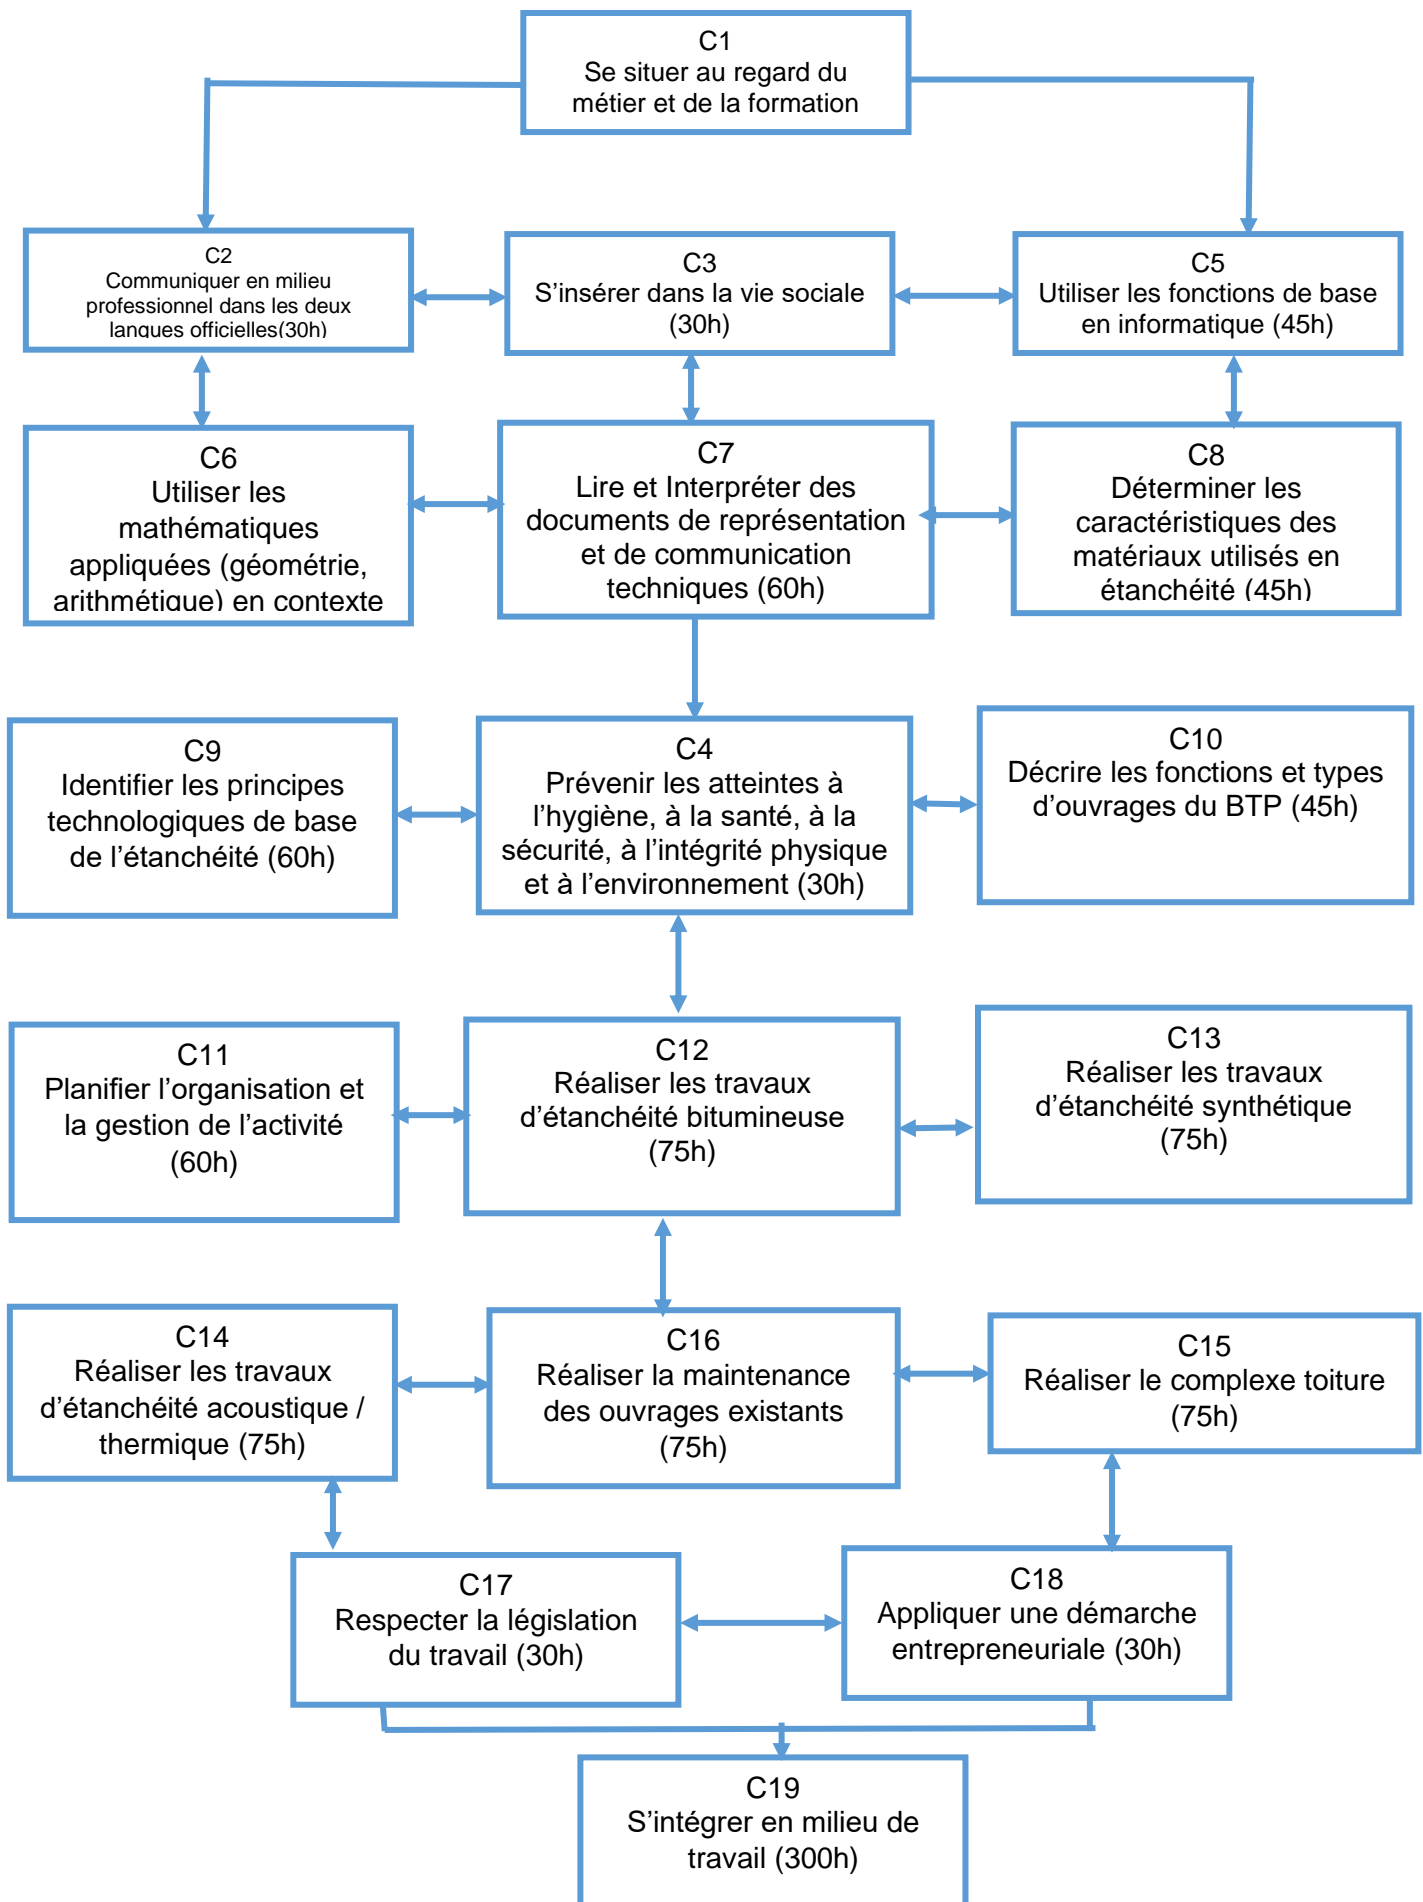 C1
Se situer au regard du
métier et de la formation
C2
Communiquer en milieu
professionnel dans les deux
langues officielles(30h)
C3
S’insérer dans la vie sociale
(30h)
C5
Utiliser les fonctions de base
en informatique (45h)
C6
Utiliser les
mathématiques
appliquées (géométrie,
arithmétique) en contexte
C7
Lire et Interpréter des
documents de représentation
et de communication
techniques (60h)
C8
Déterminer les
caractéristiques des
matériaux utilisés en
étanchéité (45h)
C9
Identifier les principes
technologiques de base
de l’étanchéité (60h)
C4
Prévenir les atteintes à
l’hygiène, à la santé, à la
sécurité, à l’intégrité physique
et à l’environnement (30h)
C10
Décrire les fonctions et types
d’ouvrages du BTP (45h)
C11
Planifier l’organisation et
la gestion de l’activité
(60h)
C12
Réaliser les travaux
d’étanchéité bitumineuse
(75h)
C13
Réaliser les travaux
d’étanchéité synthétique
(75h)
C14
Réaliser les travaux
d’étanchéité acoustique /
thermique (75h)
C16
Réaliser la maintenance
des ouvrages existants
(75h)
C15
Réaliser le complexe toiture
(75h)
C17
Respecter la législation
du travail (30h)
C18
Appliquer une démarche
entrepreneuriale (30h)
C19
S’intégrer en milieu de
travail (300h)